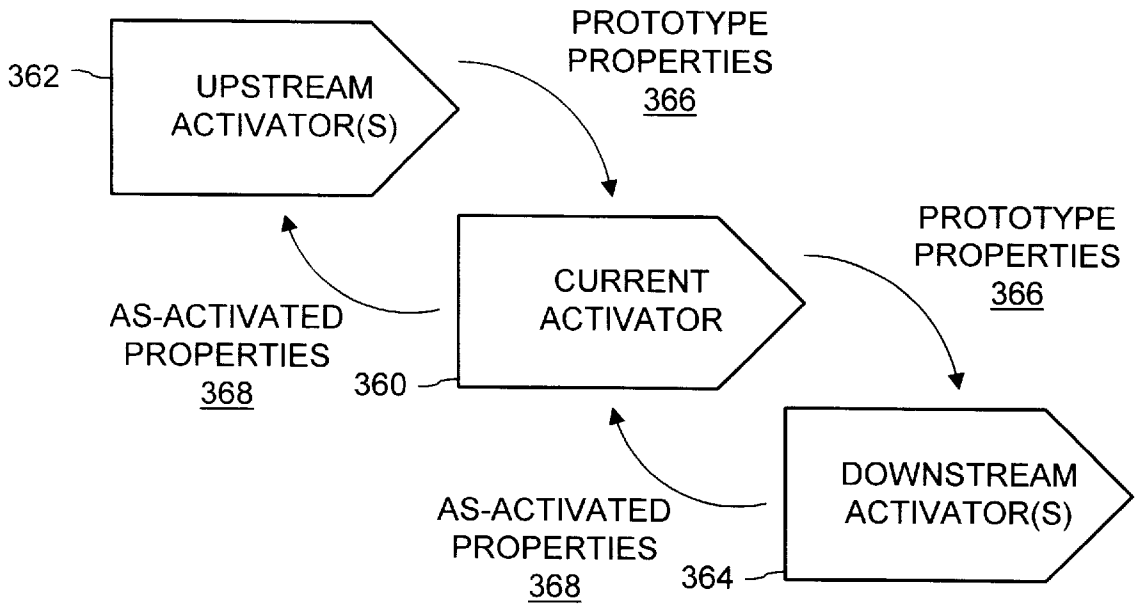 PROTOTYPE
PROPERTIES
366
362
UPSTREAM
ACTIVATOR(S)
PROTOTYPE
PROPERTIES
366
CURRENT
ACTIVATOR
AS-ACTIVATED
PROPERTIES
368
360
DOWNSTREAM
ACTIVATOR(S)
AS-ACTIVATED
PROPERTIES
368
364